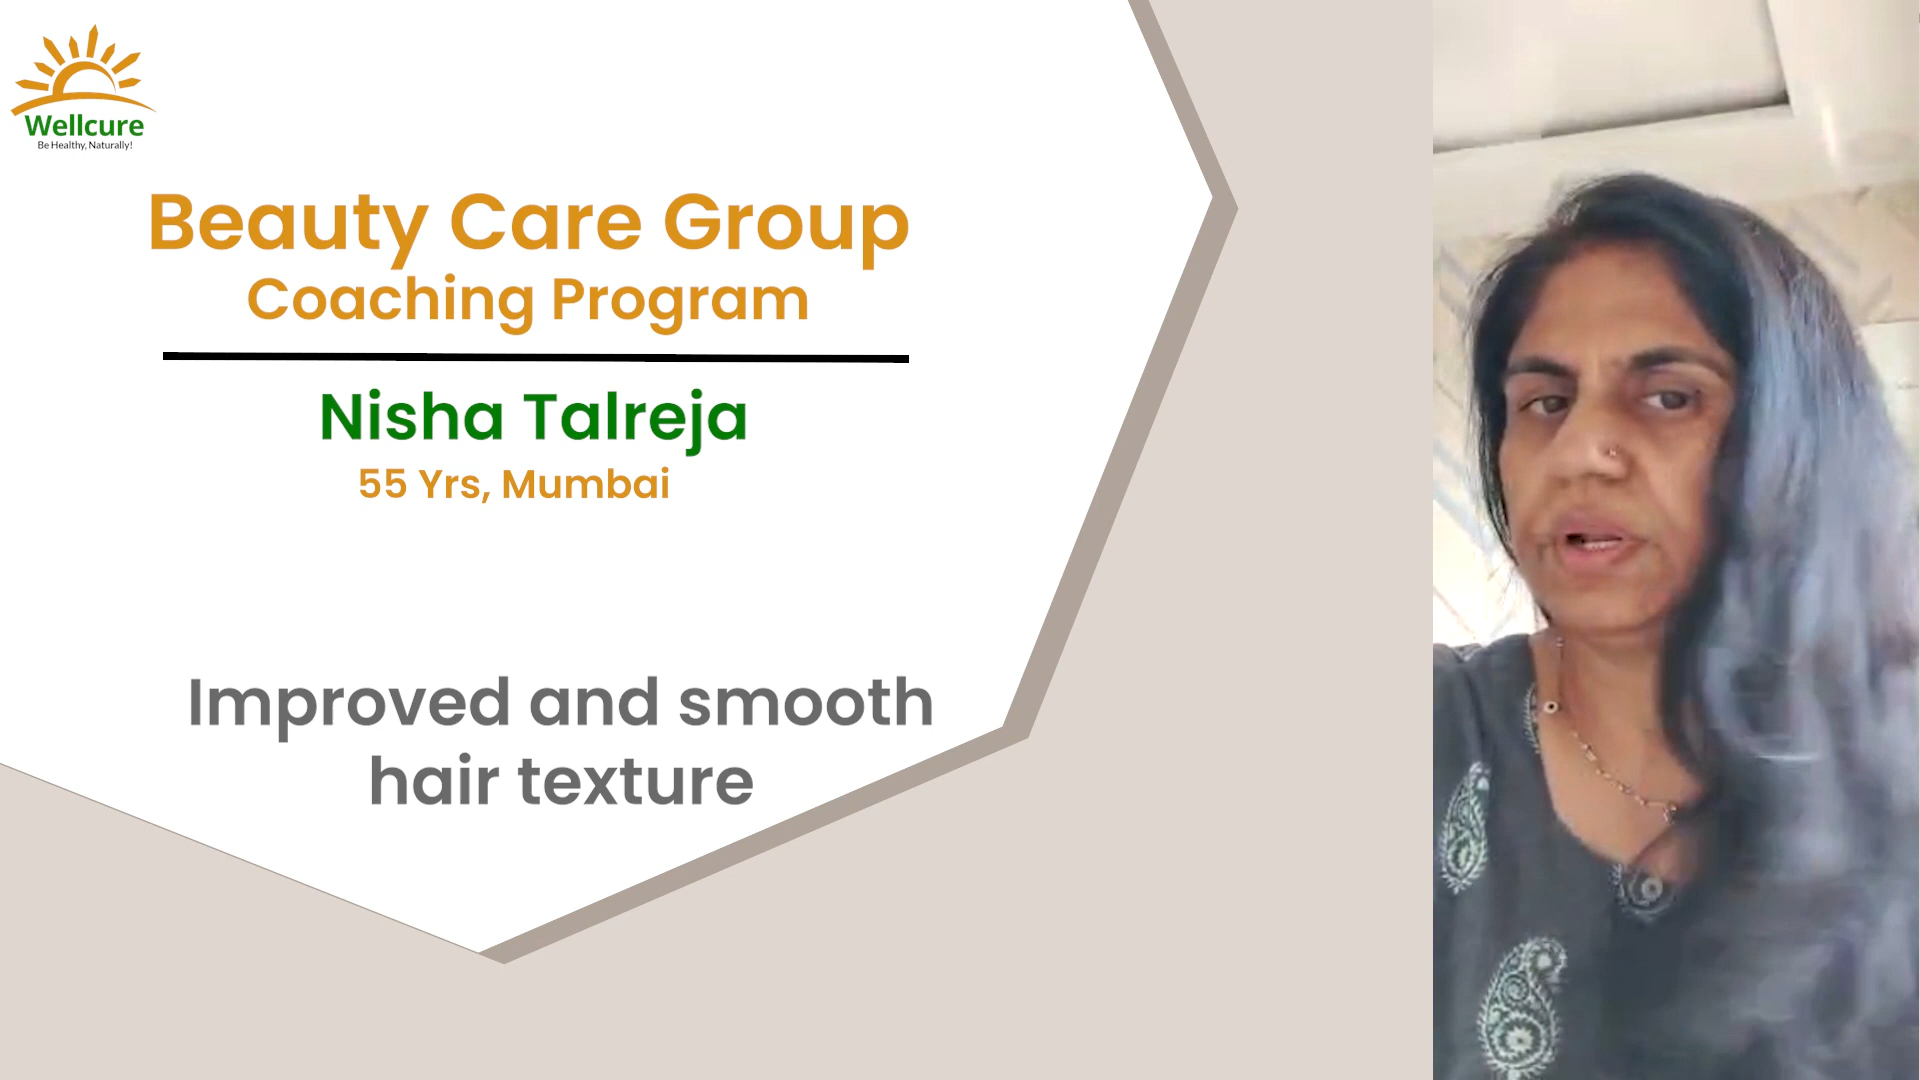 Wellcure
Be Healthy, Naturally!
Beauty Care Group
Coaching Program
Nisha Talreja
55 Yrs, Mumbai
Improved and smooth
hair texture